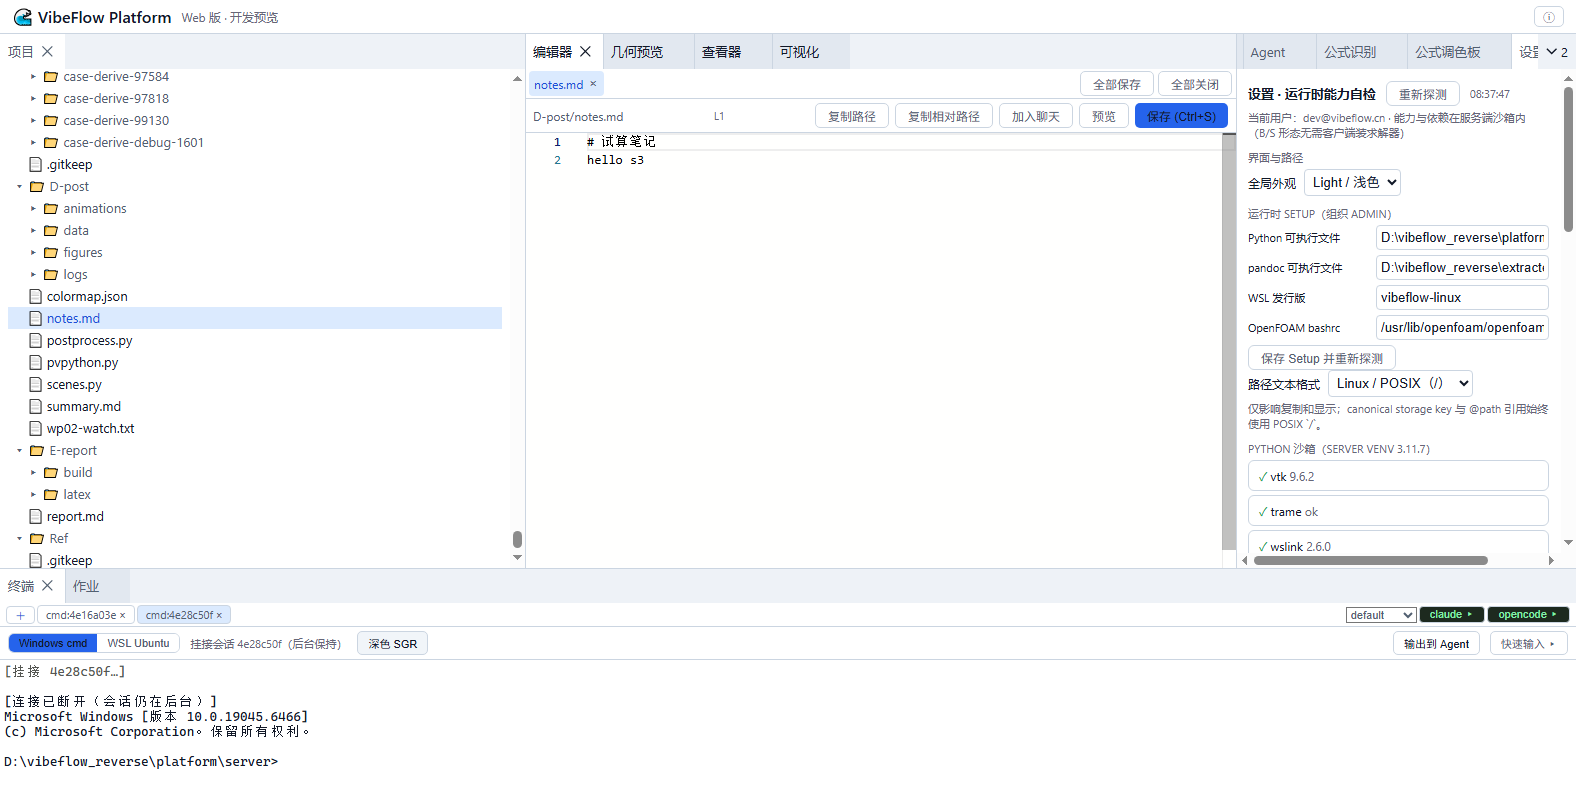 VibeFlow Platform Web 版 · 开发预览
项目
case-derive-97584
case-derive-97818
case-derive-99130
case-derive-debug-1601
.gitkeep
D-post
animations
data
figures
logs
colormap.json
notes.md
postprocess.py
pvpython.py
scenes.py
summary.md
wp02-watch.txt
E-report
build
latex
report.md
Ref
.gitkeep
编辑器 几何预览 查看器 可视化
notes.md × 全部保存 全部关闭
D-post/notes.md L1 复制路径 复制相对路径 加入聊天 预览 保存 (Ctrl+S)
1 # 试算笔记
2 hello s3
Agent 公式识别 公式调色板 2
设置 · 运行时能力自检 重新探测 08:37:47
当前用户：dev@vibeflow.cn · 能力与依赖在服务端沙箱内
（B/S 形态无需客户端装求解器）
界面与路径
全局外观 Light / 浅色
运行时 SETUP（组织 ADMIN）
Python 可执行文件 D:\vibeflow_reverse\platform
pandoc 可执行文件 D:\vibeflow_reverse\extract
WSL 发行版 vibeflow-linux
OpenFOAM bashrc /usr/lib/openfoam/openfoam
保存 Setup 并重新探测
路径文本格式 Linux / POSIX（/）
仅影响复制和显示；canonical storage key 与 @path 引用始终
使用 POSIX `/`。
PYTHON 沙箱（SERVER VENV 3.11.7）
✓ vtk 9.6.2
✓ trame ok
✓ wslink 2.6.0
终端 作业
+ cmd:4e16a03e × cmd:4e28c50f × default claude ▸ opencode ▸
Windows cmd WSL Ubuntu 挂接会话 4e28c50f（后台保持） 深色 SGR 输出到 Agent 快速输入 ▸
[挂接 4e28c50f…]
[连接已断开（会话仍在后台）]
Microsoft Windows [版本 10.0.19045.6466]
(c) Microsoft Corporation。保留所有权利。
D:\vibeflow_reverse\platform\server>